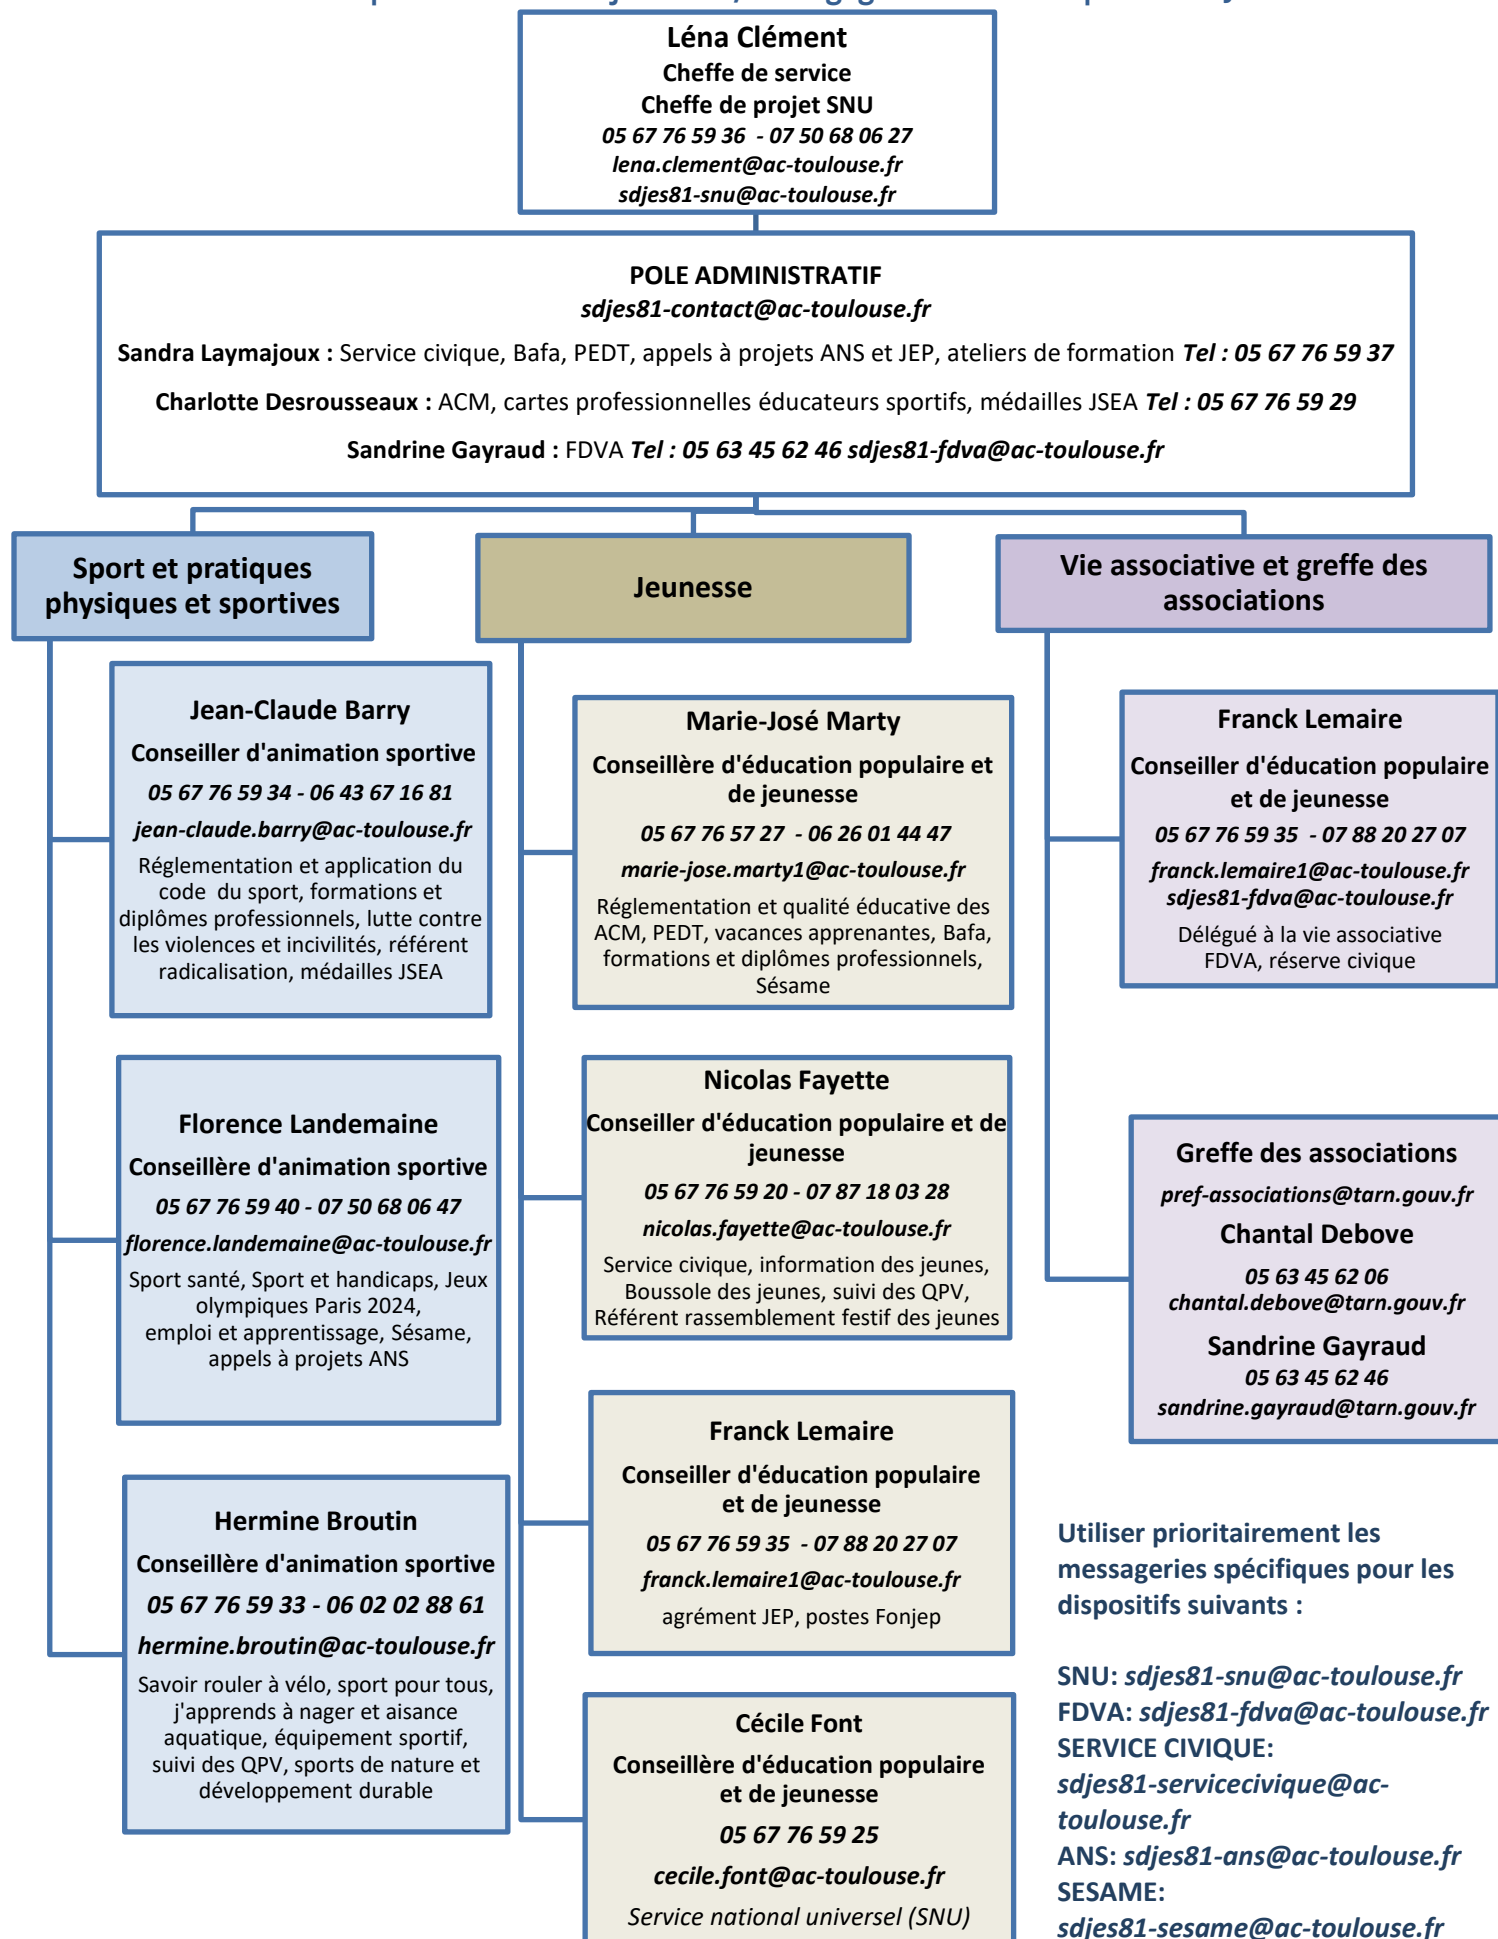 Léna Clément
Cheffe de service
Cheffe de projet SNU
05 67 76 59 36 - 07 50 68 06 27
lena.clement@ac-toulouse.fr
sdjes81-snu@ac-toulouse.fr
POLE ADMINISTRATIF
sdjes81-contact@ac-toulouse.fr
Sandra Laymajoux : Service civique, Bafa, PEDT, appels à projets ANS et JEP, ateliers de formation Tel : 05 67 76 59 37
Charlotte Desrousseaux : ACM, cartes professionnelles éducateurs sportifs, médailles JSEA Tel : 05 67 76 59 29
Sandrine Gayraud : FDVA Tel : 05 63 45 62 46 sdjes81-fdva@ac-toulouse.fr
Sport et pratiques
physiques et sportives
Jean-Claude Barry
Conseiller d'animation sportive
05 67 76 59 34 - 06 43 67 16 81
jean-claude.barry@ac-toulouse.fr
Réglementation et application du
code du sport, formations et
diplômes professionnels, lutte contre
les violences et incivilités, référent
radicalisation, médailles JSEA
Florence Landemaine
Conseillère d'animation sportive
05 67 76 59 40 - 07 50 68 06 47
florence.landemaine@ac-toulouse.fr
Sport santé, Sport et handicaps, Jeux
olympiques Paris 2024,
emploi et apprentissage, Sésame,
appels à projets ANS
Hermine Broutin
Conseillère d'animation sportive
05 67 76 59 33 - 06 02 02 88 61
hermine.broutin@ac-toulouse.fr
Savoir rouler à vélo, sport pour tous,
j'apprends à nager et aisance
aquatique, équipement sportif,
suivi des QPV, sports de nature et
développement durable
Jeunesse
Marie-José Marty
Conseillère d'éducation populaire et
de jeunesse
05 67 76 57 27 - 06 26 01 44 47
marie-jose.marty1@ac-toulouse.fr
Réglementation et qualité éducative des
ACM, PEDT, vacances apprenantes, Bafa,
formations et diplômes professionnels,
Sésame
Nicolas Fayette
Conseiller d'éducation populaire et de
jeunesse
05 67 76 59 20 - 07 87 18 03 28
nicolas.fayette@ac-toulouse.fr
Service civique, information des jeunes,
Boussole des jeunes, suivi des QPV,
Référent rassemblement festif des jeunes
Franck Lemaire
Conseiller d'éducation populaire
et de jeunesse
05 67 76 59 35 - 07 88 20 27 07
franck.lemaire1@ac-toulouse.fr
agrément JEP, postes Fonjep
Cécile Font
Conseillère d'éducation populaire
et de jeunesse
05 67 76 59 25
cecile.font@ac-toulouse.fr
Service national universel (SNU)
Vie associative et greffe des
associations
Franck Lemaire
Conseiller d'éducation populaire
et de jeunesse
05 67 76 59 35 - 07 88 20 27 07
franck.lemaire1@ac-toulouse.fr
sdjes81-fdva@ac-toulouse.fr
Délégué à la vie associative
FDVA, réserve civique
Greffe des associations
pref-associations@tarn.gouv.fr
Chantal Debove
05 63 45 62 06
chantal.debove@tarn.gouv.fr
Sandrine Gayraud
05 63 45 62 46
sandrine.gayraud@tarn.gouv.fr
Utiliser prioritairement les
messageries spécifiques pour les
dispositifs suivants :
SNU: sdjes81-snu@ac-toulouse.fr
FDVA: sdjes81-fdva@ac-toulouse.fr
SERVICE CIVIQUE:
sdjes81-servicecivique@ac-
toulouse.fr
ANS: sdjes81-ans@ac-toulouse.fr
SESAME:
sdjes81-sesame@ac-toulouse.fr